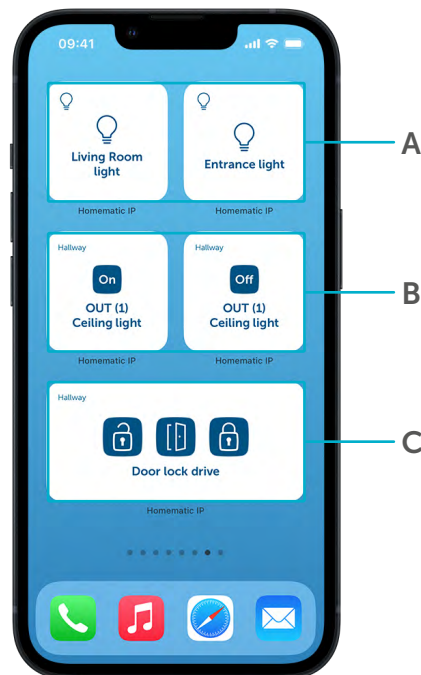 09:41
Living Room
light
Entrance light
A
Homematic IP
Homematic IP
Hallway
Hallway
On
Off
OUT (1)
Ceiling light
OUT (1)
Ceiling light
B
Homematic IP
Homematic IP
Hallway
C
Door lock drive
Homematic IP